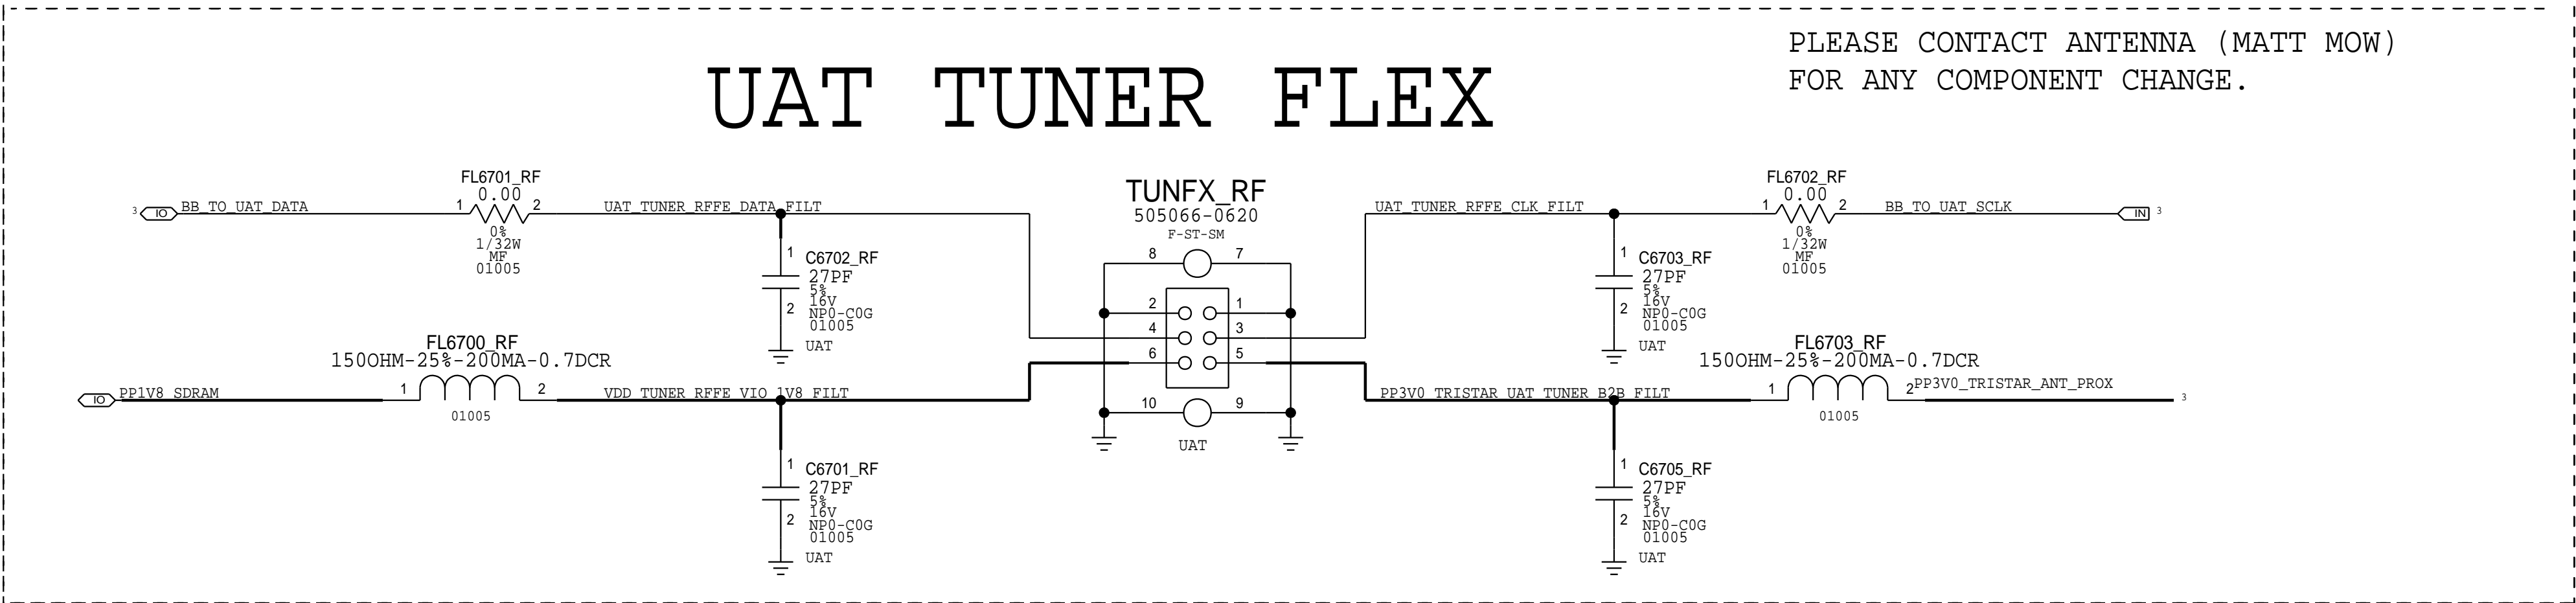 PLEASE CONTACT ANTENNA (MATT MOW)
FOR ANY COMPONENT CHANGE.
UAT TUNER FLEX
FL6701_RF
0.00
3 IO BB_TO_UAT_DATA
1 2
0%
1/32W
MF
01005
UAT_TUNER_RFFE_DATA_FILT
1
C6702_RF
27PF
5%
16V
2
NP0-C0G
01005
UAT
FL6700_RF
150OHM-25%-200MA-0.7DCR
IO PP1V8_SDRAM
1 2
01005
VDD_TUNER_RFFE_VIO_1V8_FILT
1
C6701_RF
27PF
5%
16V
2
NP0-C0G
01005
UAT
TUNFX_RF
505066-0620
F-ST-SM
8 7
2 1
4 3
6 5
10 9
UAT
UAT_TUNER_RFFE_CLK_FILT
1
C6703_RF
27PF
5%
16V
2
NP0-C0G
01005
UAT
FL6702_RF
0.00
1 2
0%
1/32W
MF
01005
BB_TO_UAT_SCLK IN 3
PP3V0_TRISTAR_UAT_TUNER_B2B_FILT
1
C6705_RF
27PF
5%
16V
2
NP0-C0G
01005
UAT
FL6703_RF
150OHM-25%-200MA-0.7DCR
1 2
01005
PP3V0_TRISTAR_ANT_PROX
3